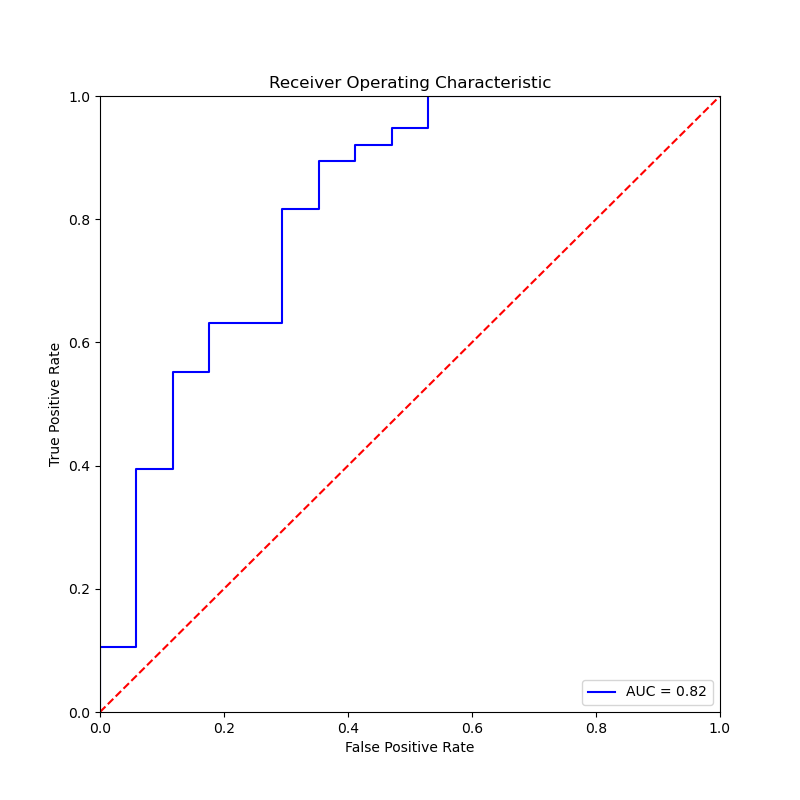 Receiver Operating Characteristic
1.0
0.8
0.6
0.4
0.2
0.0
True Positive Rate
AUC = 0.82
0.0 0.2 0.4 0.6 0.8 1.0
False Positive Rate